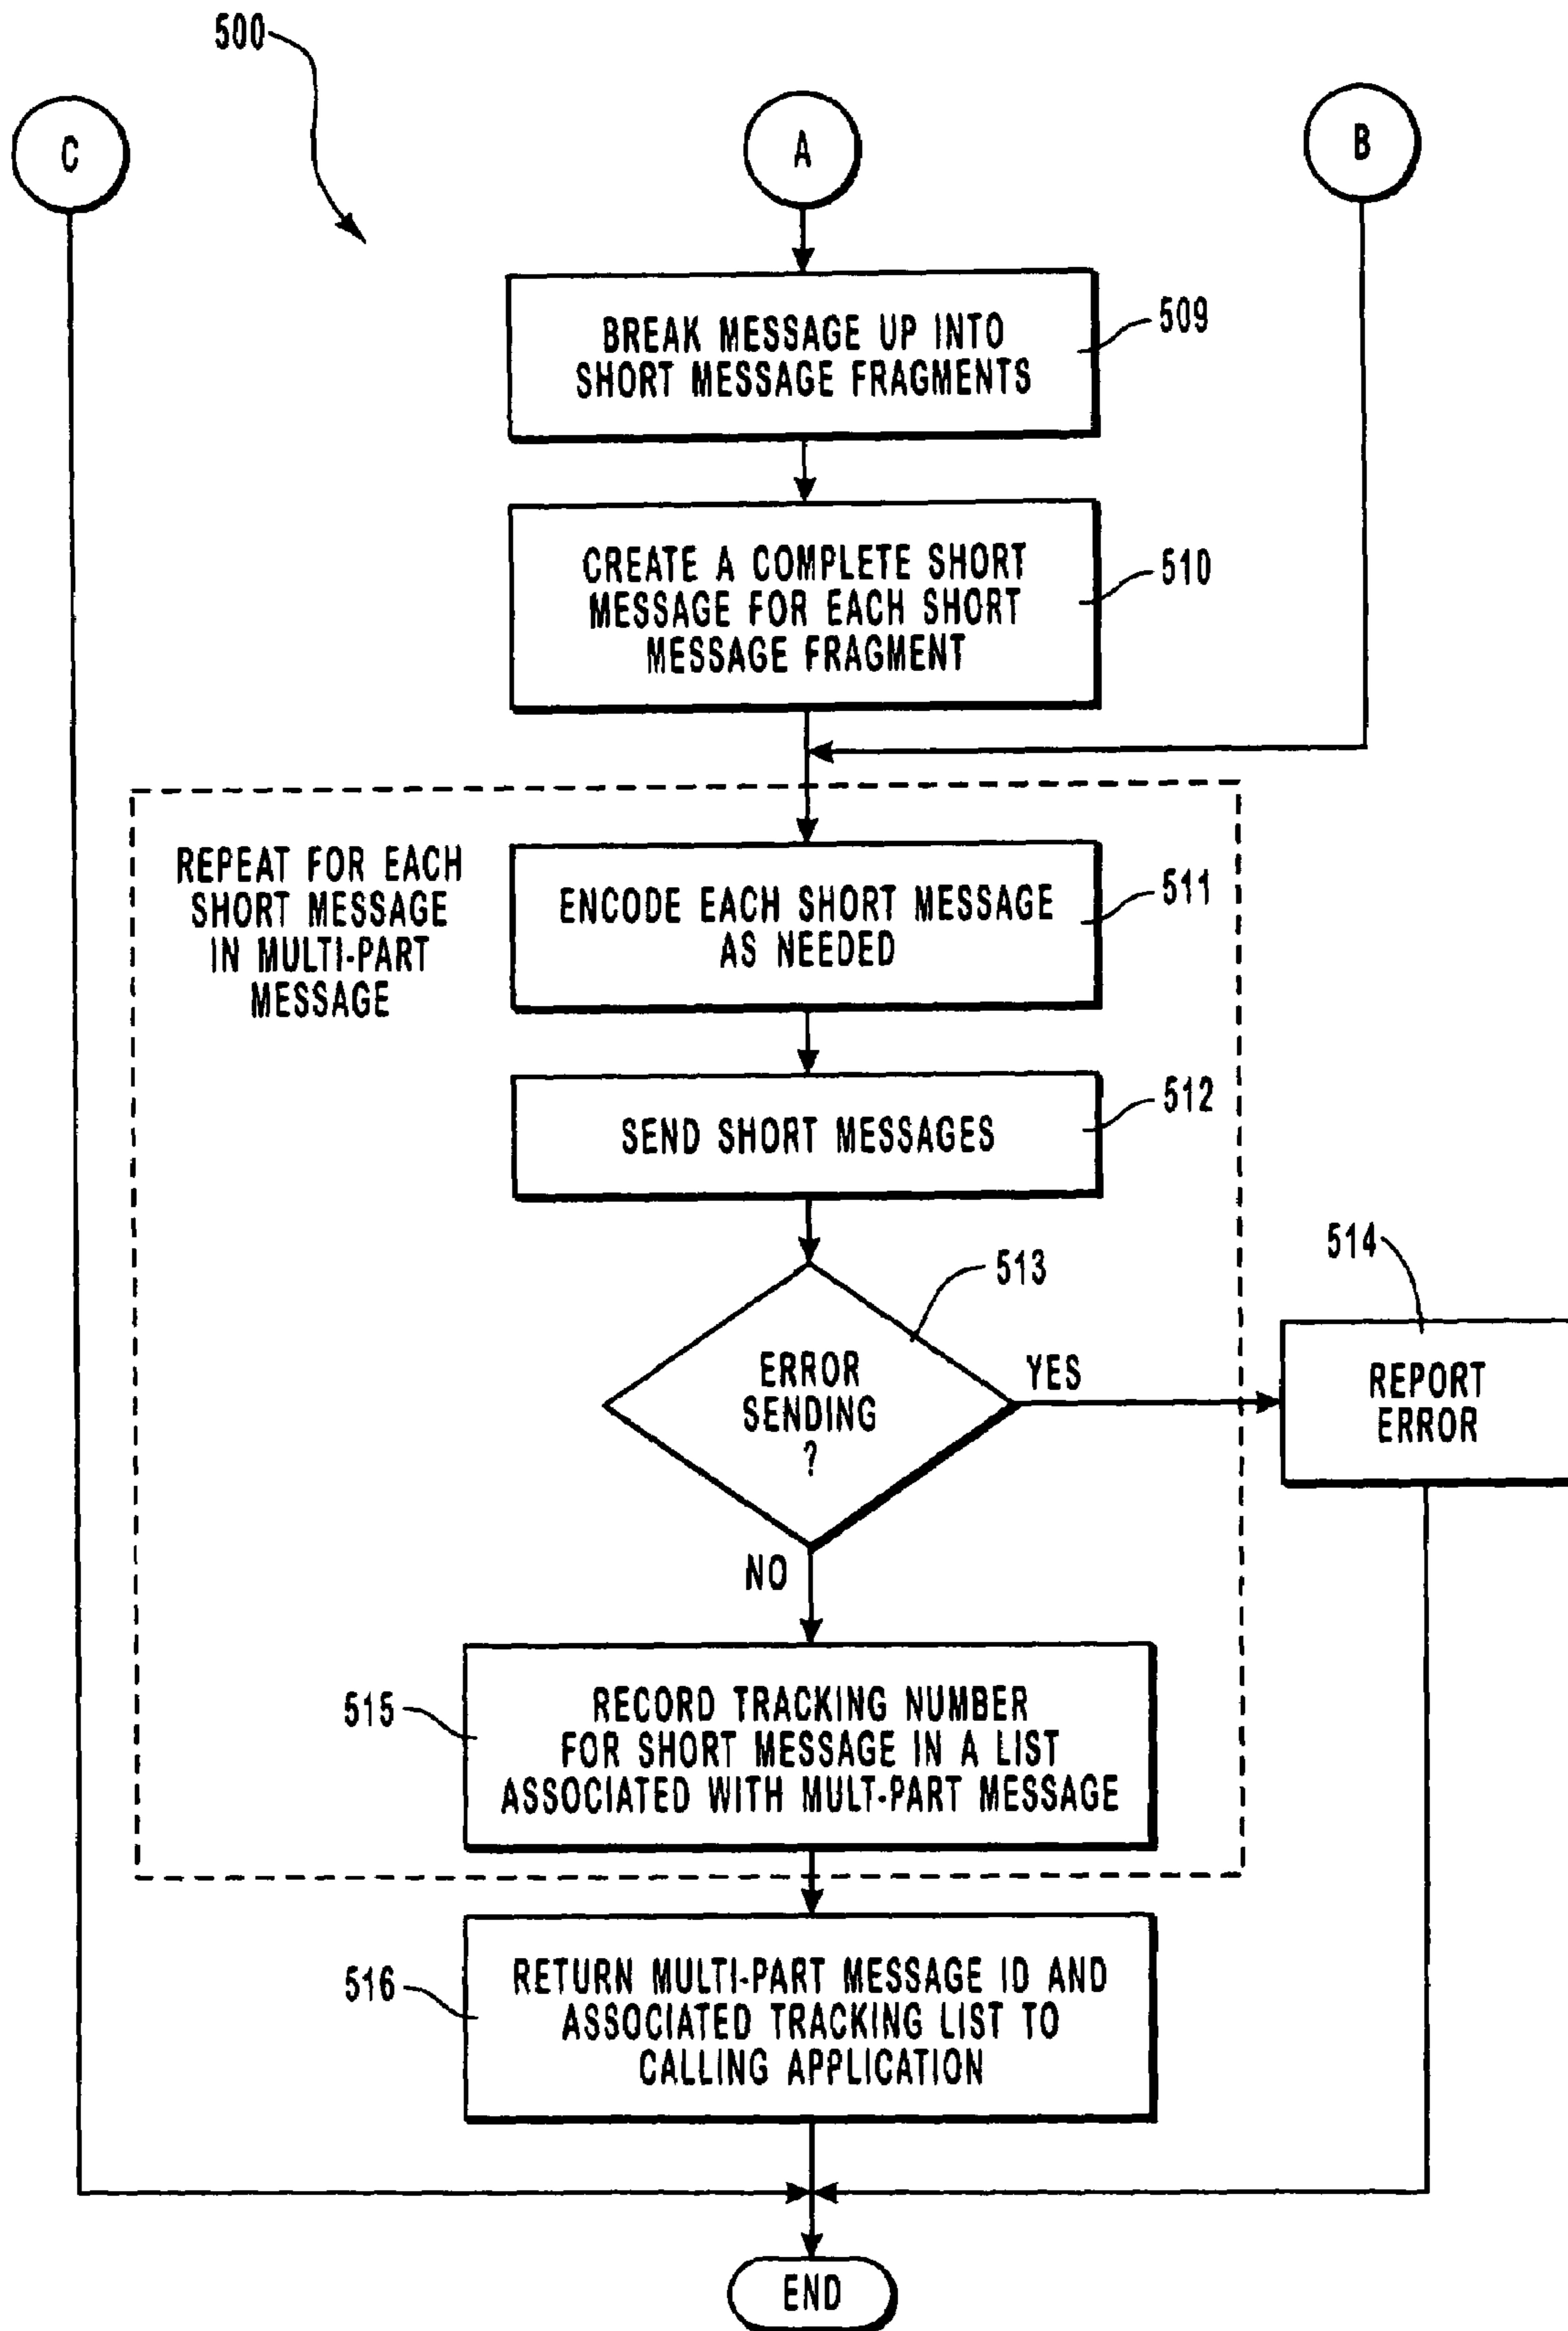 500
C
A
B
BREAK MESSAGE UP INTO
SHORT MESSAGE FRAGMENTS
509
CREATE A COMPLETE SHORT
MESSAGE FOR EACH SHORT
MESSAGE FRAGMENT
510
REPEAT FOR EACH
SHORT MESSAGE
IN MULTI-PART
MESSAGE
ENCODE EACH SHORT MESSAGE
AS NEEDED
511
SEND SHORT MESSAGES
512
ERROR
SENDING
?
513
YES
514
REPORT
ERROR
NO
515
RECORD TRACKING NUMBER
FOR SHORT MESSAGE IN A LIST
ASSOCIATED WITH MULT-PART MESSAGE
516
RETURN MULTI-PART MESSAGE ID AND
ASSOCIATED TRACKING LIST TO
CALLING APPLICATION
END